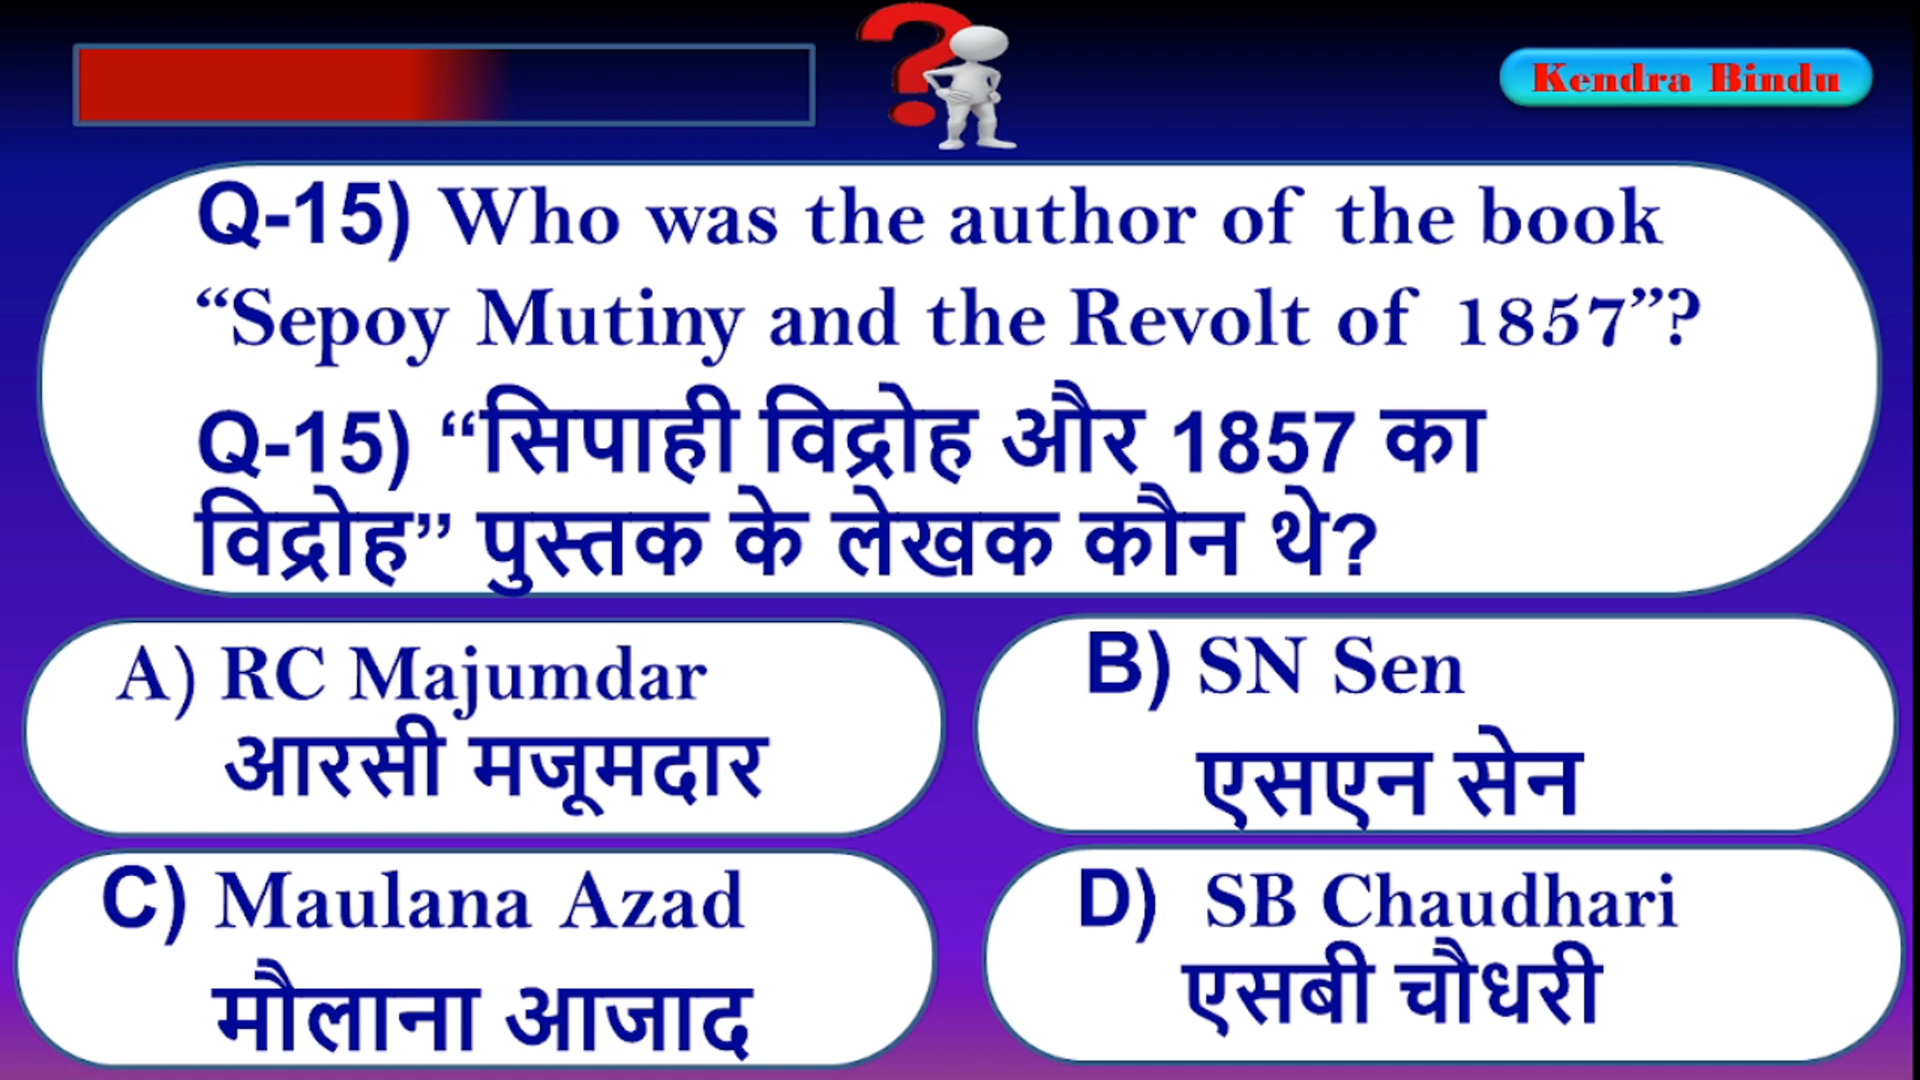 Kendra Bindu
Q-15) Who was the author of the book
“Sepoy Mutiny and the Revolt of 1857”?
Q-15) “सिपाही विद्रोह और 1857 का
विद्रोह” पुस्तक के लेखक कौन थे?
A) RC Majumdar
आरसी मजूमदार
B) SN Sen
एसएन सेन
C) Maulana Azad
मौलाना आजाद
D) SB Chaudhari
एसबी चौधरी